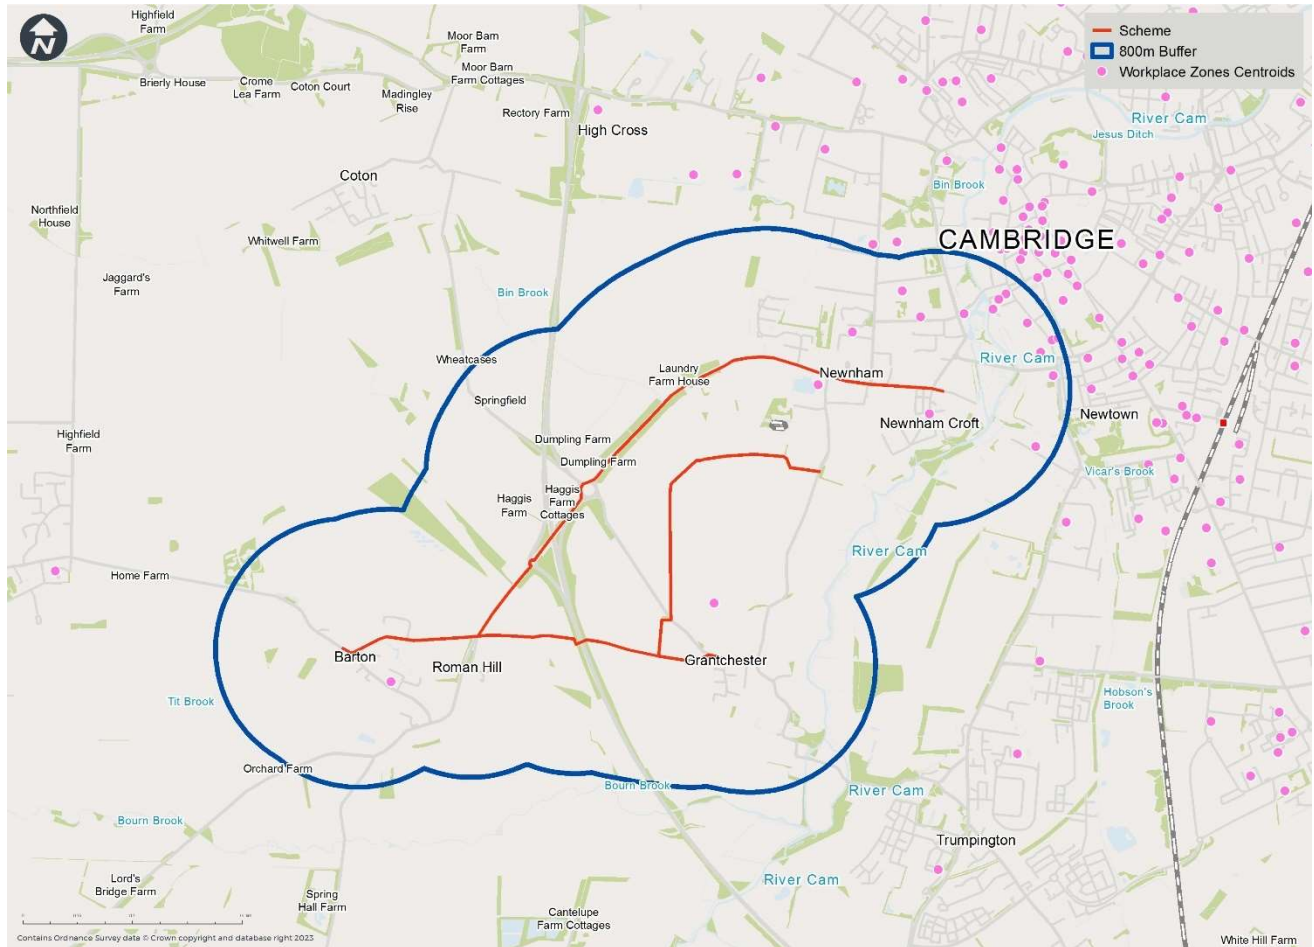 N
Scheme
800m Buffer
Workplace Zones Centroids
Highfield
Farm
Moor Barn
Farm
Moor Barn
Farm Cottages
Brierly House
Crome
Lea Farm
Coton Court
Madingley
Rise
Rectory Farm
High Cross
River Cam
Jesus Ditch
Coton
Bin Brook
Northfield
House
Whitwell Farm
CAMBRIDGE
Jaggard's
Farm
Bin Brook
Wheatcases
River Cam
Laundry
Farm House
Newnham
Springfield
Newnham Croft
Newtown
Highfield
Farm
Dumpling Farm
Dumpling Farm
Vicar's Brook
Haggis
Farm
Haggis
Farm
Cottages
River Cam
Home Farm
Barton
Roman Hill
Grantchester
Tit Brook
Hobson's
Brook
Orchard Farm
Bourn Brook
River Cam
Bourn Brook
Trumpington
Lord's
Bridge Farm
Spring
Hall Farm
River Cam
Cantelupe
Farm Cottages
White Hill Farm
Contains Ordnance Survey data © Crown copyright and database right 2023